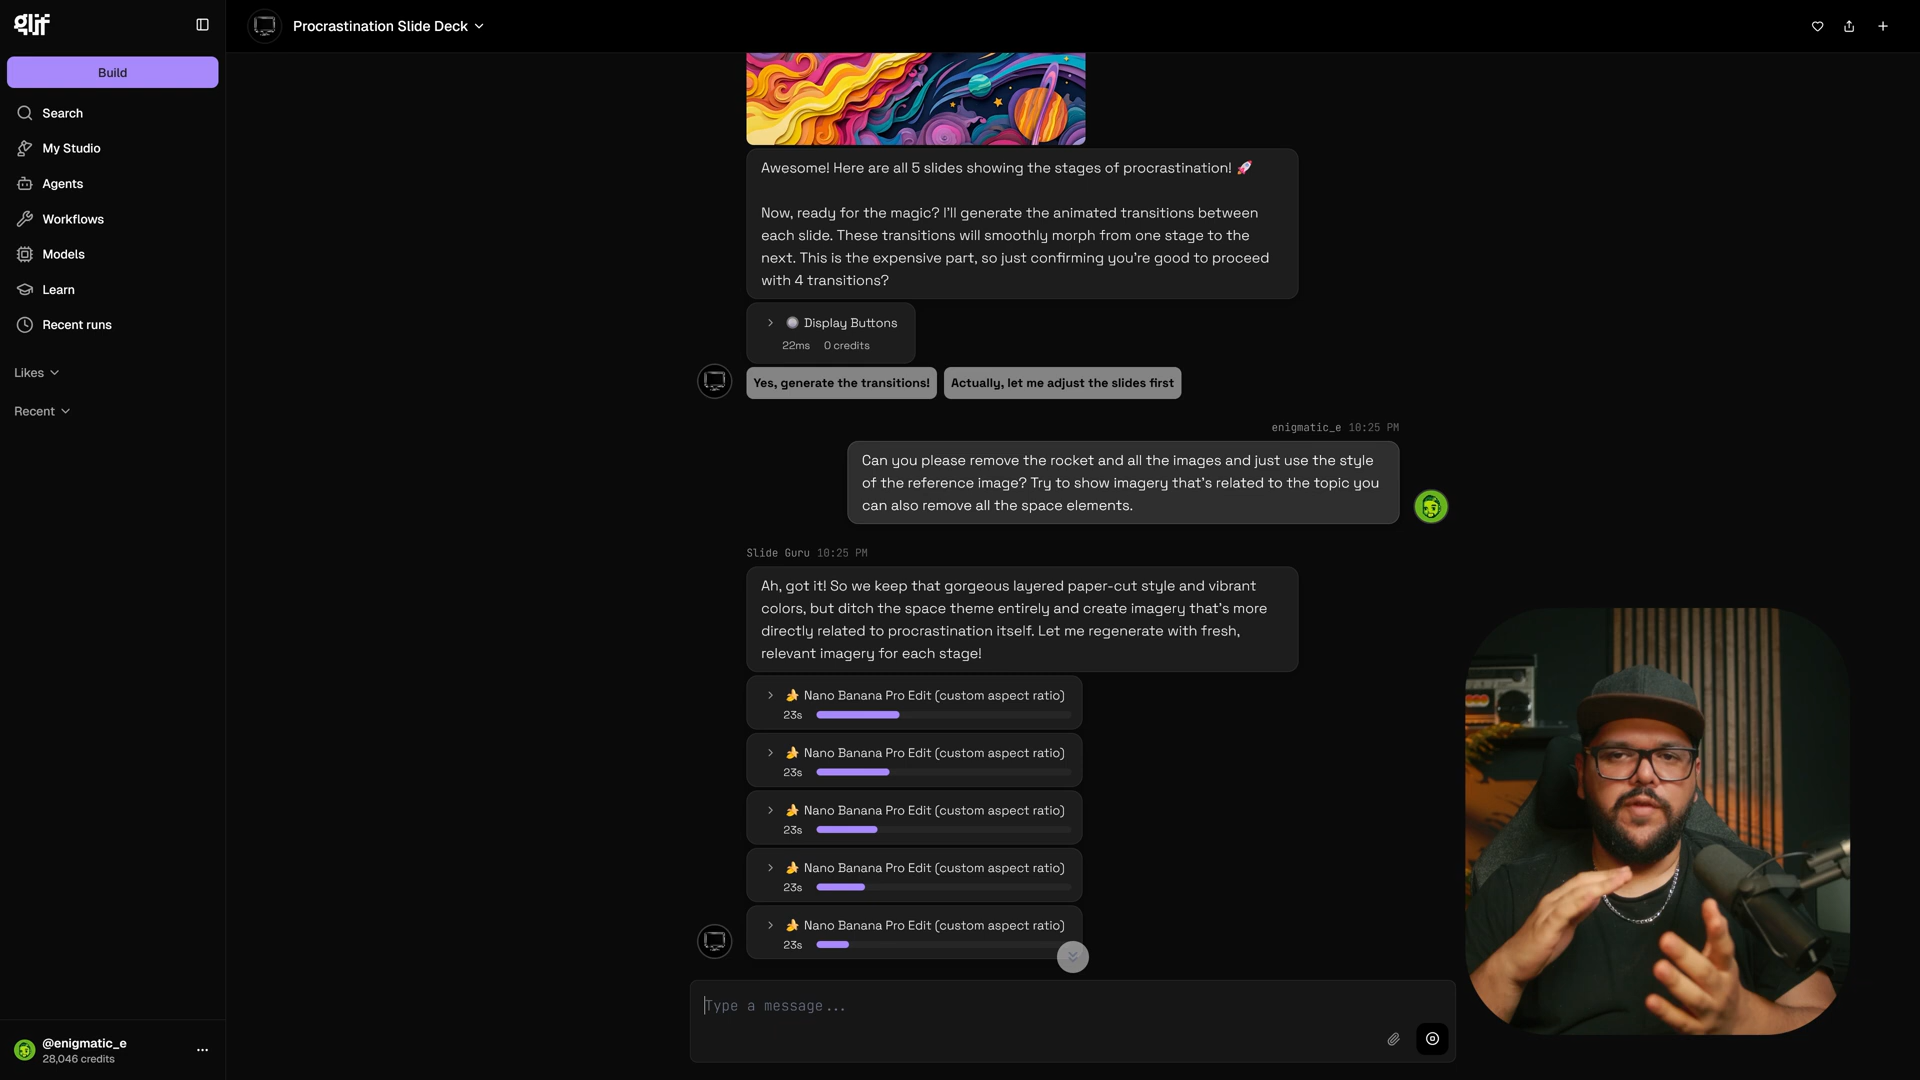 glif
Procrastination Slide Deck
Build
Search
My Studio
Agents
Workflows
Models
Learn
Recent runs
Likes
Recent
Awesome! Here are all 5 slides showing the stages of procrastination! 🚀
Now, ready for the magic? I'll generate the animated transitions between
each slide. These transitions will smoothly morph from one stage to the
next. This is the expensive part, so just confirming you're good to proceed
with 4 transitions?
Display Buttons
22ms 0 credits
Yes, generate the transitions!
Actually, let me adjust the slides first
enigmatic_e 10:25 PM
Can you please remove the rocket and all the images and just use the style
of the reference image? Try to show imagery that's related to the topic you
can also remove all the space elements.
Slide Guru 10:25 PM
Ah, got it! So we keep that gorgeous layered paper-cut style and vibrant
colors, but ditch the space theme entirely and create imagery that's more
directly related to procrastination itself. Let me regenerate with fresh,
relevant imagery for each stage!
🍌 Nano Banana Pro Edit (custom aspect ratio)
23s
🍌 Nano Banana Pro Edit (custom aspect ratio)
23s
🍌 Nano Banana Pro Edit (custom aspect ratio)
23s
🍌 Nano Banana Pro Edit (custom aspect ratio)
23s
🍌 Nano Banana Pro Edit (custom aspect ratio)
23s
Type a message...
@enigmatic_e
28,046 credits